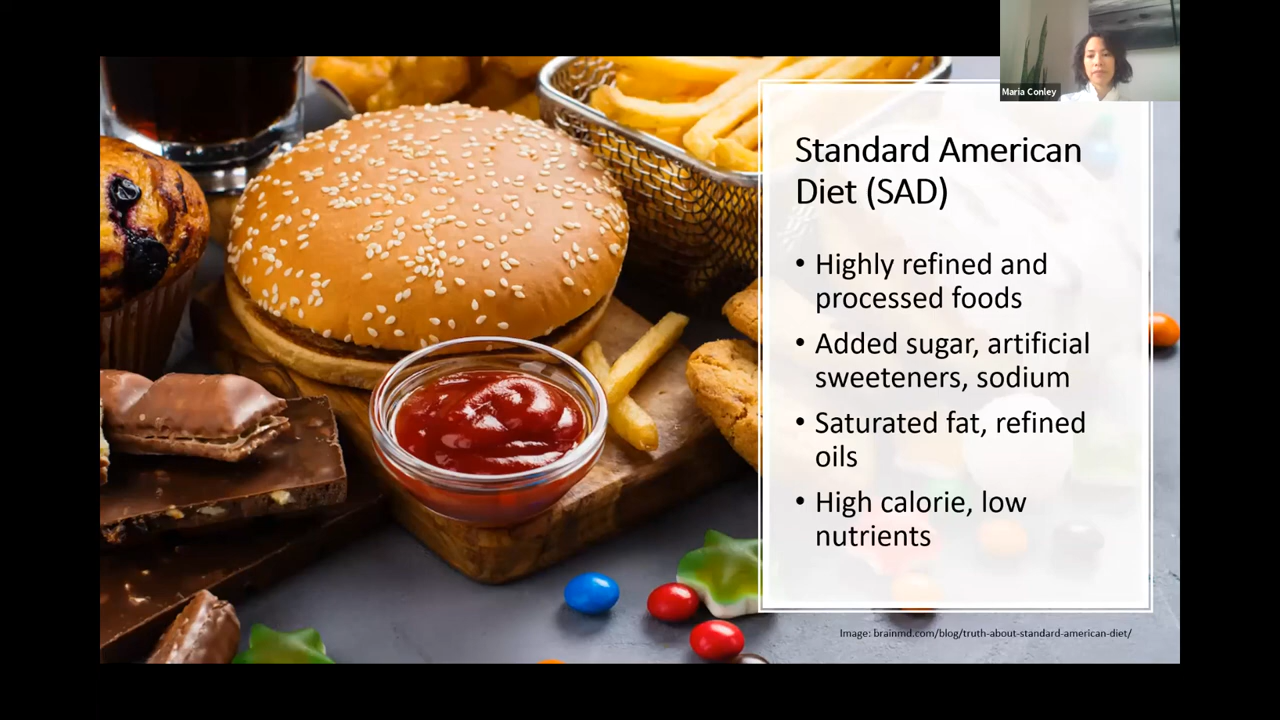 Maria Conley
Standard American
Diet (SAD)
• Highly refined and
processed foods
• Added sugar, artificial
sweeteners, sodium
• Saturated fat, refined
oils
• High calorie, low
nutrients
Image: brainmd.com/blog/truth-about-standard-american-diet/